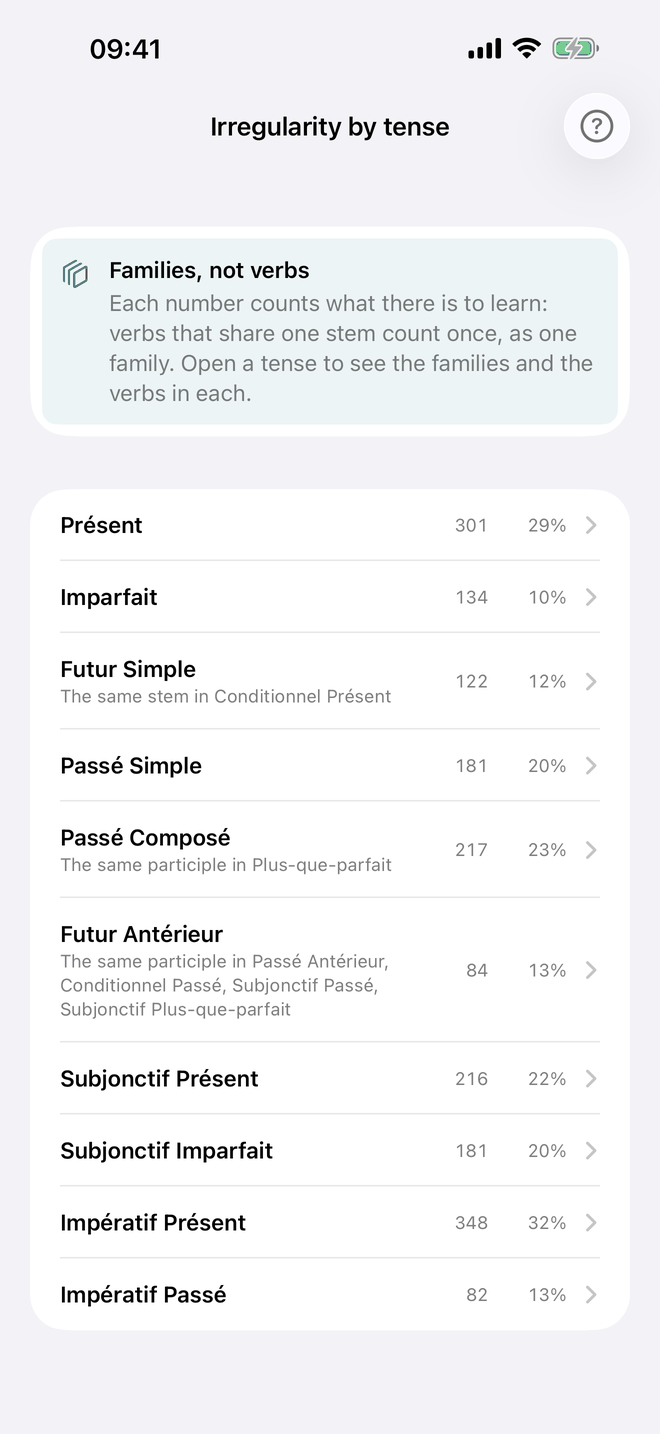 09:41
Irregularity by tense
Families, not verbs
Each number counts what there is to learn:
verbs that share one stem count once, as one
family. Open a tense to see the families and the
verbs in each.
Présent 301 29%
Imparfait 134 10%
Futur Simple
The same stem in Conditionnel Présent
122 12%
Passé Simple 181 20%
Passé Composé
The same participle in Plus-que-parfait
217 23%
Futur Antérieur
The same participle in Passé Antérieur,
Conditionnel Passé, Subjonctif Passé,
Subjonctif Plus-que-parfait
84 13%
Subjonctif Présent 216 22%
Subjonctif Imparfait 181 20%
Impératif Présent 348 32%
Impératif Passé 82 13%